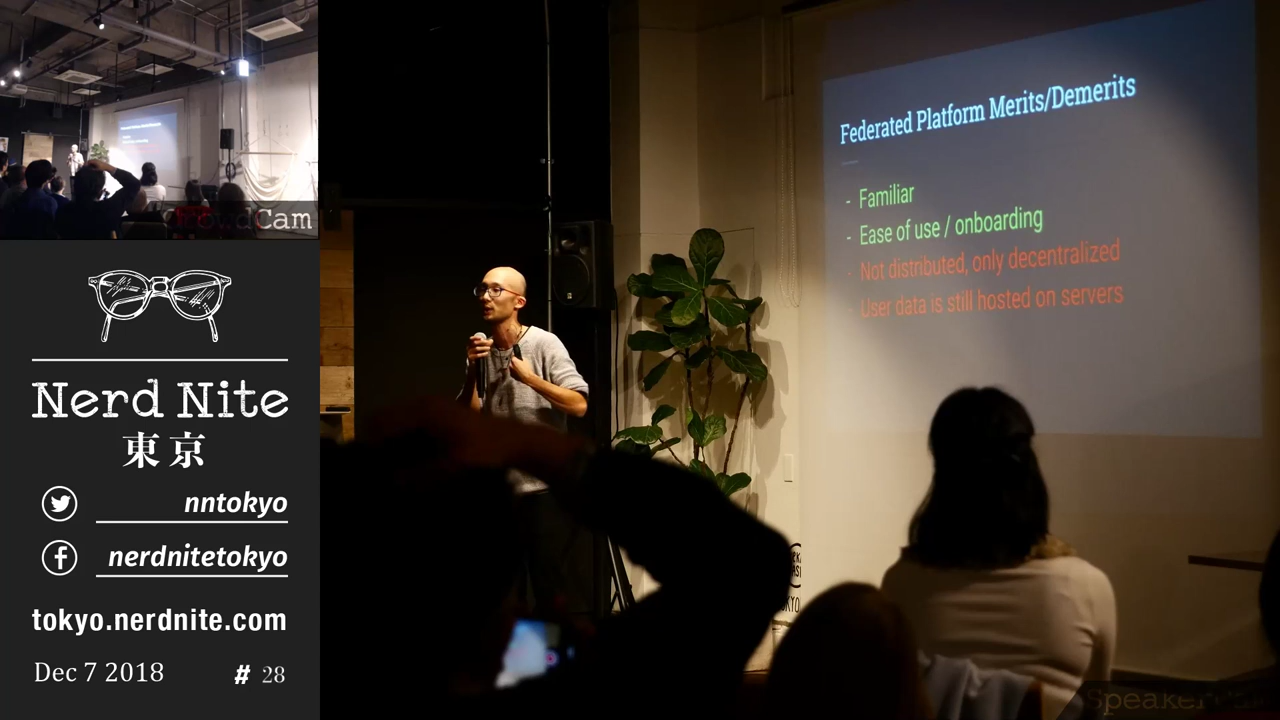 CrowdCam
Nerd Nite
東京
nntokyo
nerdnitetokyo
tokyo.nerdnite.com
Dec 7 2018 # 28
Federated Platform Merits/Demerits
- Familiar
- Ease of use / onboarding
- Not distributed, only decentralized
- User data is still hosted on servers